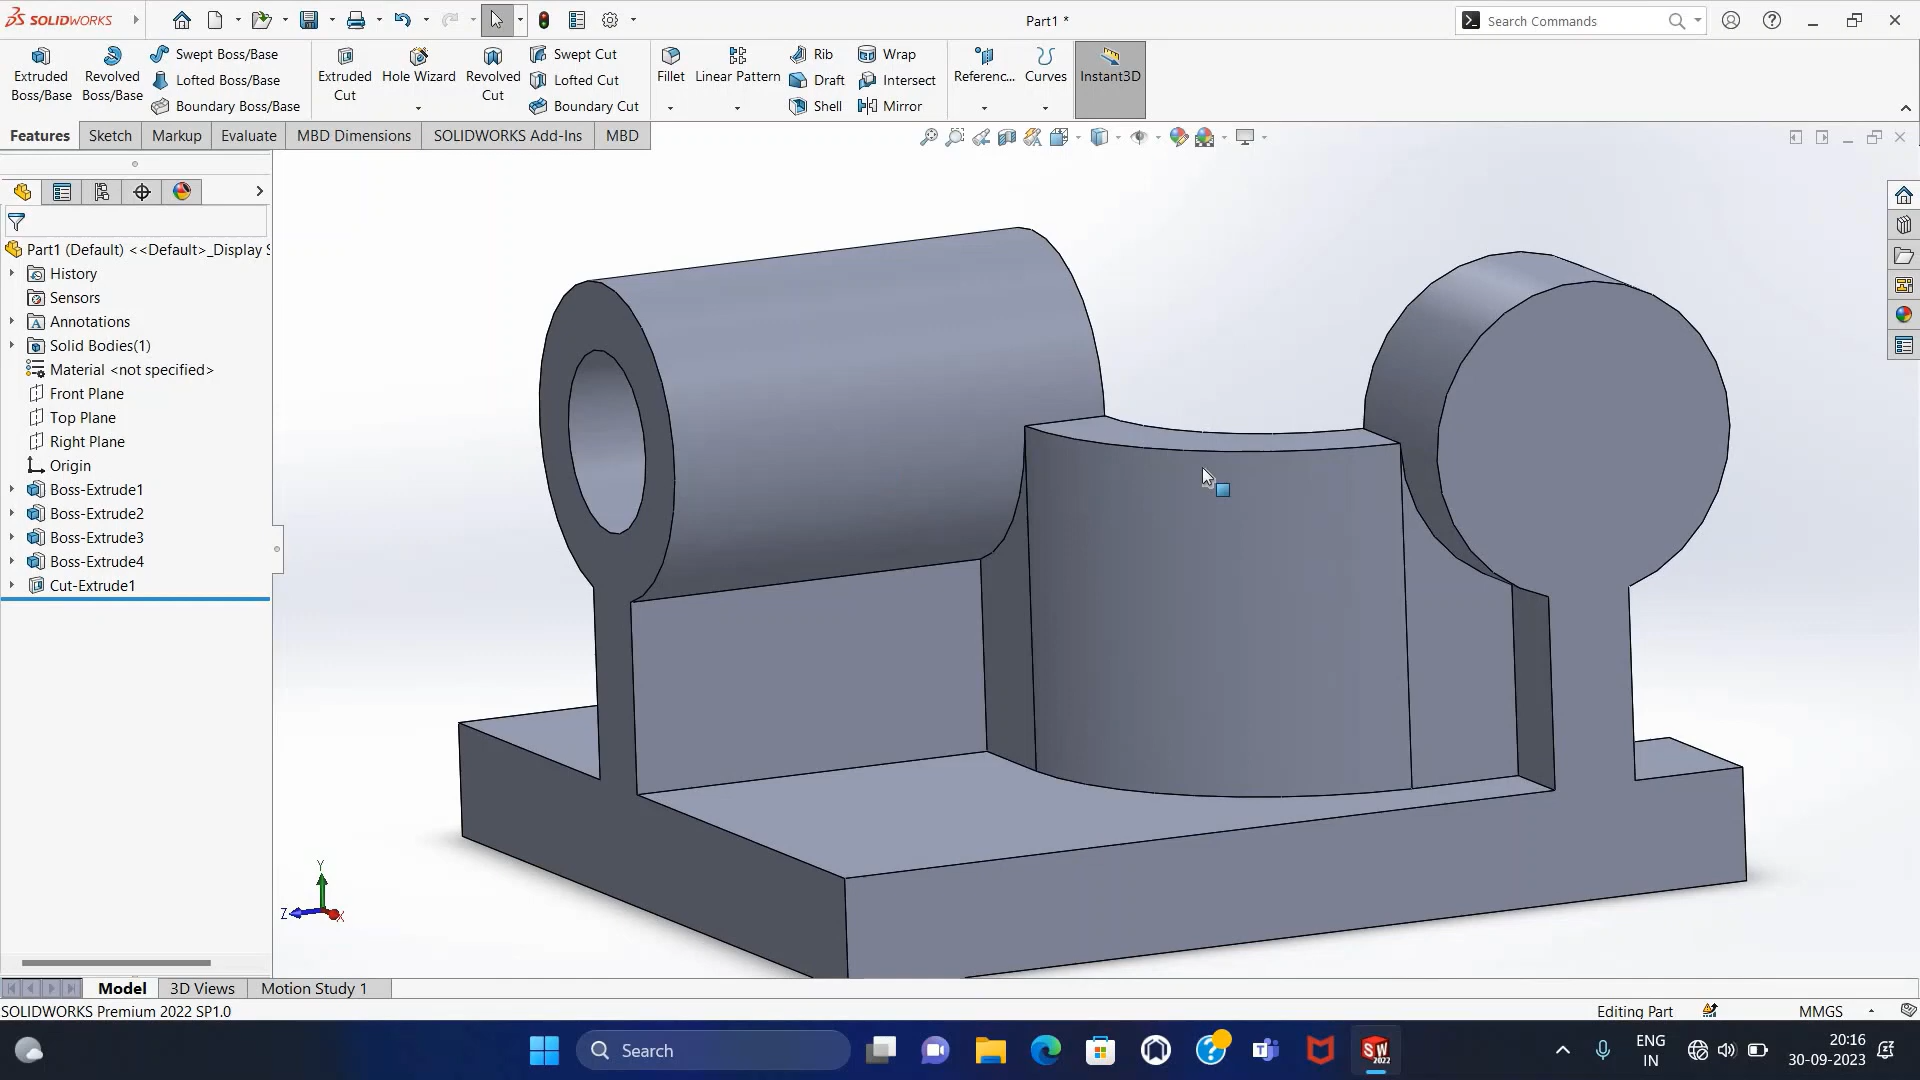 SOLIDWORKS
Part1 *
Search Commands
Extruded Boss/Base
Revolved Boss/Base
Swept Boss/Base
Lofted Boss/Base
Boundary Boss/Base
Extruded Cut
Hole Wizard
Revolved Cut
Swept Cut
Lofted Cut
Boundary Cut
Fillet
Linear Pattern
Rib
Draft
Shell
Wrap
Intersect
Mirror
Referenc...
Curves
Instant3D
Features
Sketch
Markup
Evaluate
MBD Dimensions
SOLIDWORKS Add-Ins
MBD
Part1 (Default) <<Default>_Display S
History
Sensors
Annotations
Solid Bodies(1)
Material <not specified>
Front Plane
Top Plane
Right Plane
Origin
Boss-Extrude1
Boss-Extrude2
Boss-Extrude3
Boss-Extrude4
Cut-Extrude1
Y
Z
X
Model
3D Views
Motion Study 1
SOLIDWORKS Premium 2022 SP1.0
Editing Part
MMGS
Search
SW
2022
ENG
IN
20:16
30-09-2023